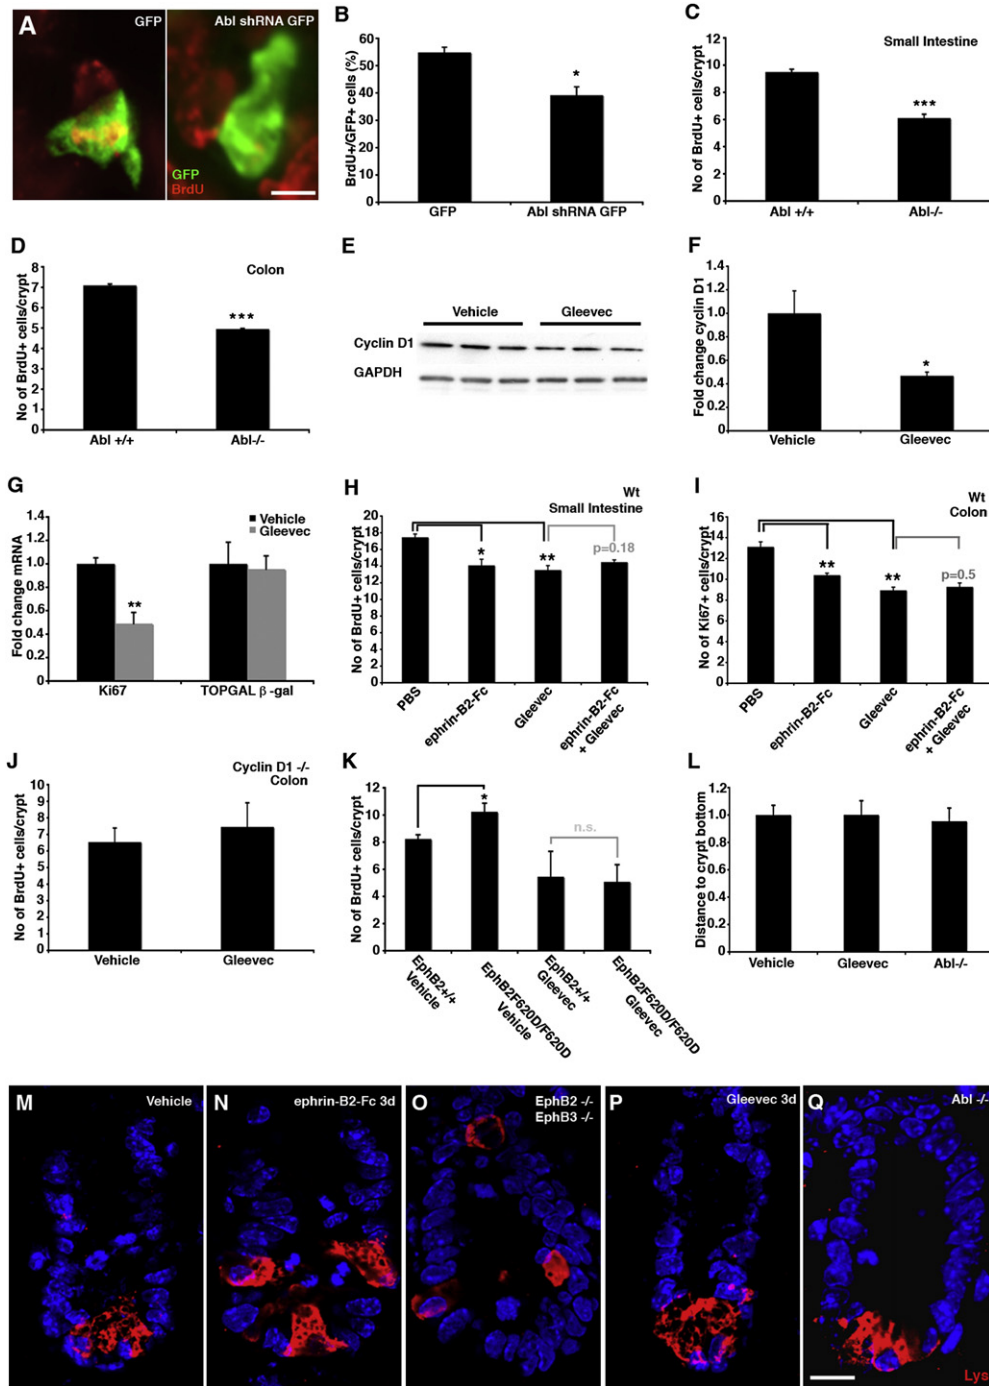 A
GFP
Abl shRNA GFP
GFP
BrdU
B
BrdU+/GFP+ cells (%)
60
50
40
30
20
10
0
*
GFP
Abl shRNA GFP
C
Small Intestine
No of BrdU+ cells/crypt
12
10
8
6
4
2
0
***
Abl +/+
Abl-/-
D
Colon
No of BrdU+ cells/crypt
8
7
6
5
4
3
2
1
0
***
Abl +/+
Abl-/-
E
Vehicle
Gleevec
Cyclin D1
GAPDH
F
Fold change cyclin D1
1.4
1.2
1.0
0.8
0.6
0.4
0.2
0
*
Vehicle
Gleevec
G
Fold change mRNA
1.4
1.2
1
0.8
0.6
0.4
0.2
0
Vehicle
Gleevec
**
Ki67
TOPGAL β-gal
H
Wt
Small Intestine
No of BrdU+ cells/crypt
20
18
16
14
12
10
8
6
4
2
0
*
**
p=0.18
PBS
ephrin-B2-Fc
Gleevec
ephrin-B2-Fc
+ Gleevec
I
Wt
Colon
No of Ki67+ cells/crypt
16
14
12
10
8
6
4
2
0
**
**
p=0.5
PBS
ephrin-B2-Fc
Gleevec
ephrin-B2-Fc
+ Gleevec
J
Cyclin D1 -/-
Colon
No of BrdU+ cells/crypt
10
9
8
7
6
5
4
3
2
1
0
Vehicle
Gleevec
K
No of BrdU+ cells/crypt
12
10
8
6
4
2
0
*
n.s.
EphB2+/+
Vehicle
EphB2F620D/F620D
Vehicle
EphB2+/+
Gleevec
EphB2F620D/F620D
Gleevec
L
Distance to crypt bottom
1.2
1.0
0.8
0.6
0.4
0.2
0
Vehicle
Gleevec
Abl-/-
M
Vehicle
N
ephrin-B2-Fc 3d
O
EphB2 -/-
EphB3 -/-
P
Gleevec 3d
Q
Abl -/-
Lys